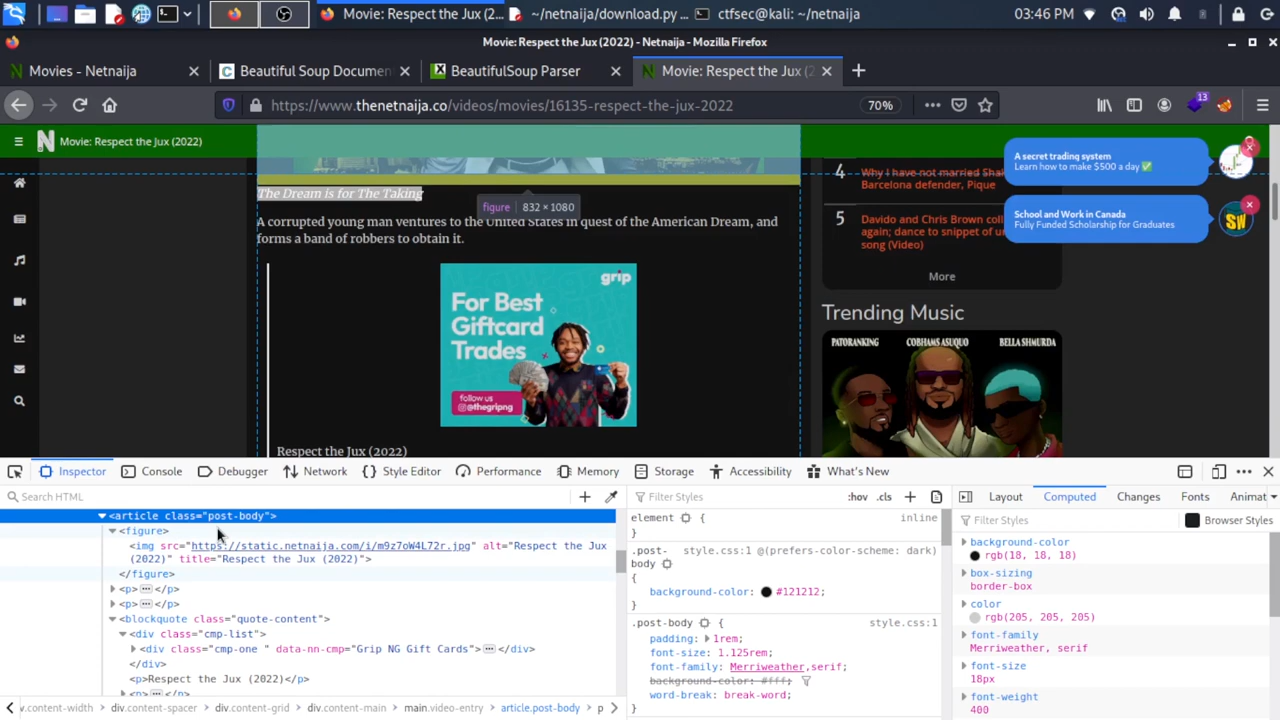 Movie: Respect the Jux (2...
~/netnaija/download.py ...
ctfsec@kali: ~/netnaija
03:46 PM
Movie: Respect the Jux (2022) - Netnaija - Mozilla Firefox
Movies - Netnaija
Beautiful Soup Documen
BeautifulSoup Parser
Movie: Respect the Jux (2
https://www.thenetnaija.co/videos/movies/16135-respect-the-jux-2022
70%
13
Movie: Respect the Jux (2022)
The Dream is for The Taking
figure 832 × 1080
A corrupted young man ventures to the United States in quest of the American Dream, and
forms a band of robbers to obtain it.
grip
For Best
Giftcard
Trades
follow us
@thegripng
Respect the Jux (2022)
4
Why I have not married Sha
Barcelona defender, Pique
5
Davido and Chris Brown coll
again; dance to snippet of u
song (Video)
More
A secret trading system
Learn how to make $500 a day ✅
School and Work in Canada
Fully Funded Scholarship for Graduates
SW
Trending Music
PATORANKING COBHAMS ASUQUO BELLA SHMURDA
Inspector
Console
Debugger
Network
Style Editor
Performance
Memory
Storage
Accessibility
What's New
Search HTML
<article class="post-body">
<figure>
<img src="https://static.netnaija.com/i/m9z7oW4L72r.jpg" alt="Respect the Jux
(2022)" title="Respect the Jux (2022)">
</figure>
<p> ⋯ </p>
<p> ⋯ </p>
<blockquote class="quote-content">
<div class="cmp-list">
<div class="cmp-one " data-nn-cmp="Grip NG Gift Cards"> ⋯ </div>
</div>
<p>Respect the Jux (2022)</p>
<p> ⋯ </p>
v.content-width
div.content-spacer
div.content-grid
div.content-main
main.video-entry
article.post-body
p
Filter Styles
:hov
.cls
element {
inline
}
.post-
body
style.css:1 @(prefers-color-scheme: dark)
{
background-color: #121212;
}
.post-body {
style.css:1
padding: 1rem;
font-size: 1.125rem;
font-family: Merriweather,serif;
background-color: #fff;
word-break: break-word;
}
Layout
Computed
Changes
Fonts
Animat
Filter Styles
Browser Styles
background-color
rgb(18, 18, 18)
box-sizing
border-box
color
rgb(205, 205, 205)
font-family
Merriweather, serif
font-size
18px
font-weight
400